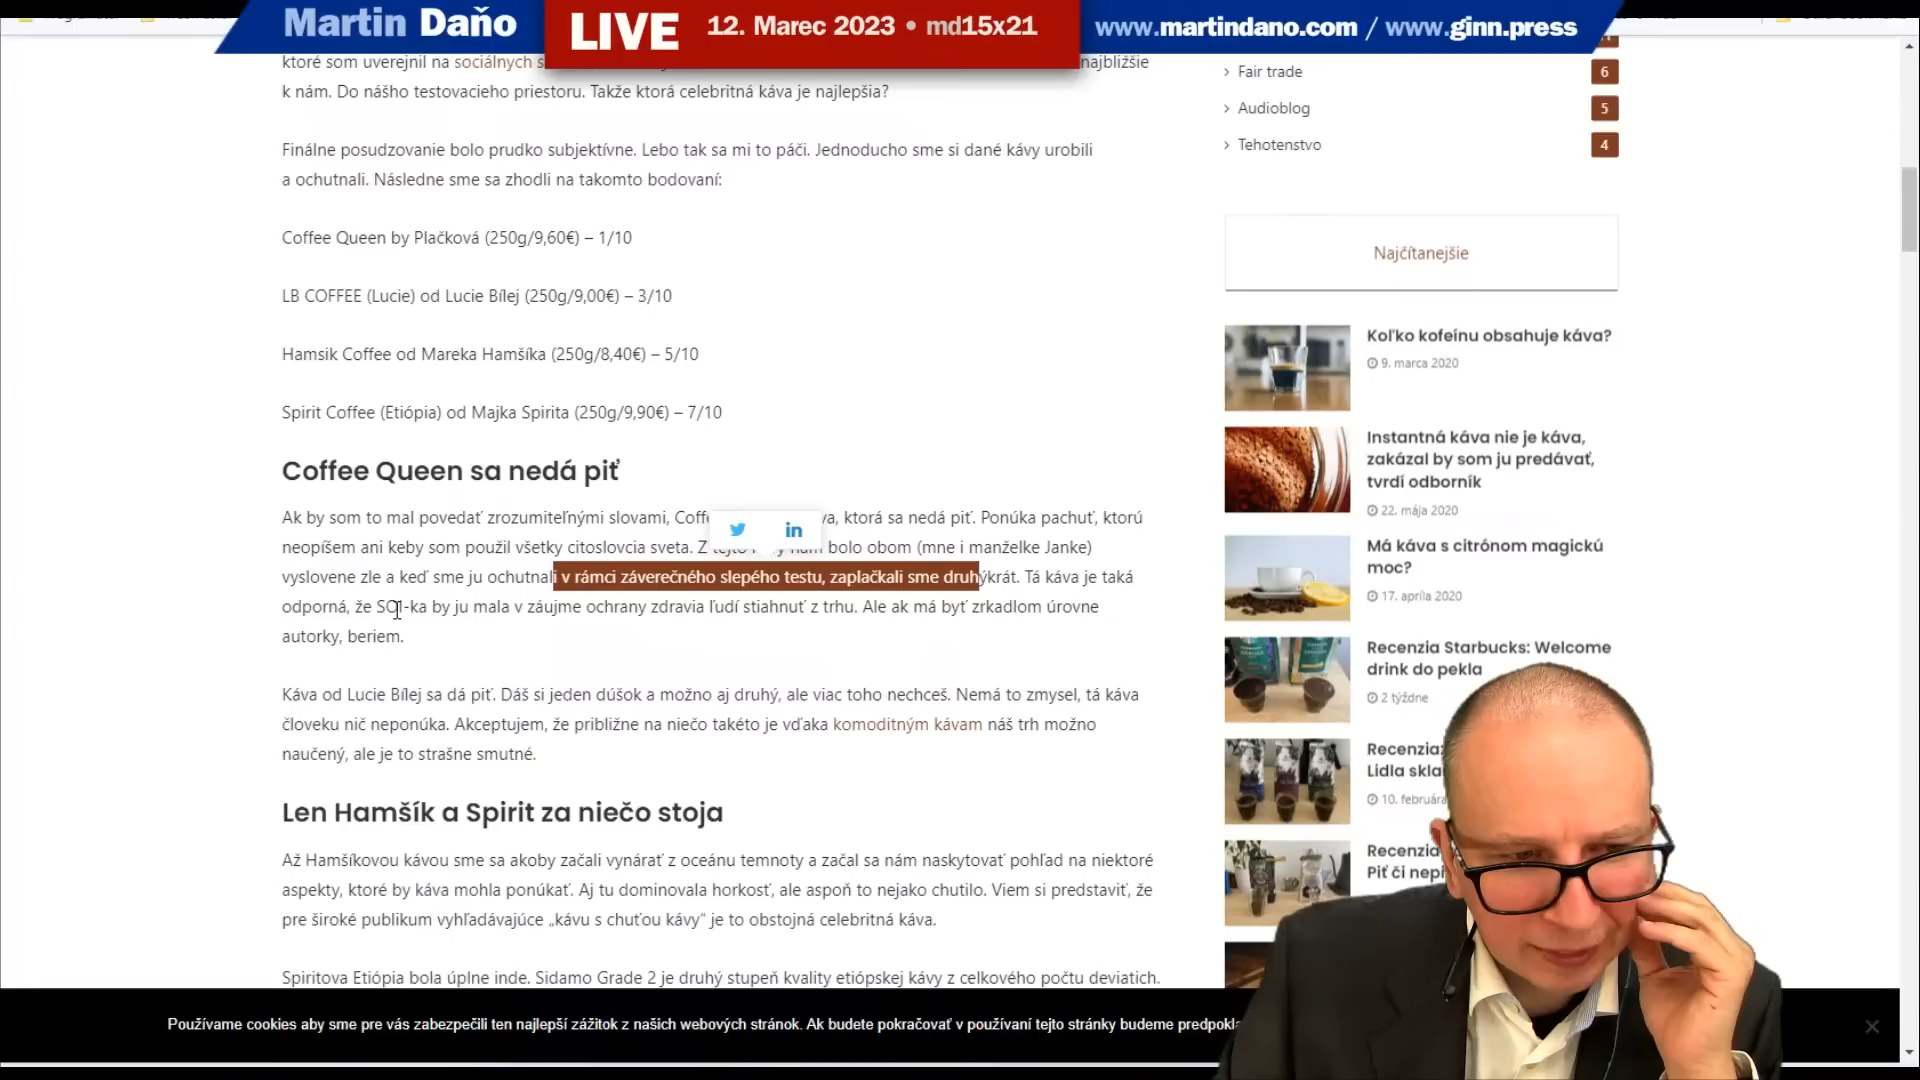 Martin Daňo
LIVE
12. Marec 2023 • md15x21
www.martindano.com / www.ginn.press
ktoré som uverejnil na sociálnych s
najbližšie
k nám. Do nášho testovacieho priestoru. Takže ktorá celebritná káva je najlepšia?
Finálne posudzovanie bolo prudko subjektívne. Lebo tak sa mi to páči. Jednoducho sme si dané kávy urobili
a ochutnali. Následne sme sa zhodli na takomto bodovaní:
Coffee Queen by Plačková (250g/9,60€) – 1/10
LB COFFEE (Lucie) od Lucie Bílej (250g/9,00€) – 3/10
Hamsik Coffee od Mareka Hamšíka (250g/8,40€) – 5/10
Spirit Coffee (Etiópia) od Majka Spirita (250g/9,90€) – 7/10
Coffee Queen sa nedá piť
Ak by som to mal povedať zrozumiteľnými slovami, Coff
va, ktorá sa nedá piť. Ponúka pachuť, ktorú
neopíšem ani keby som použil všetky citoslovcia sveta. Z tejto kávy nám bolo obom (mne i manželke Janke)
vyslovene zle a keď sme ju ochutnali v rámci záverečného slepého testu, zaplačkali sme druhýkrát. Tá káva je taká
odporná, že SOI-ka by ju mala v záujme ochrany zdravia ľudí stiahnuť z trhu. Ale ak má byť zrkadlom úrovne
autorky, beriem.
Káva od Lucie Bílej sa dá piť. Dáš si jeden dúšok a možno aj druhý, ale viac toho nechceš. Nemá to zmysel, tá káva
človeku nič neponúka. Akceptujem, že približne na niečo takéto je vďaka komoditným kávam náš trh možno
naučený, ale je to strašne smutné.
Len Hamšík a Spirit za niečo stoja
Až Hamšíkovou kávou sme sa akoby začali vynárať z oceánu temnoty a začal sa nám naskytovať pohľad na niektoré
aspekty, ktoré by káva mohla ponúkať. Aj tu dominovala horkosť, ale aspoň to nejako chutilo. Viem si predstaviť, že
pre široké publikum vyhľadávajúce „kávu s chuťou kávy“ je to obstojná celebritná káva.
Spiritova Etiópia bola úplne inde. Sidamo Grade 2 je druhý stupeň kvality etiópskej kávy z celkového počtu deviatich.
Fair trade 6
Audioblog 5
Tehotenstvo 4
Najčítanejšie
Koľko kofeínu obsahuje káva?
9. marca 2020
Instantná káva nie je káva,
zakázal by som ju predávať,
tvrdí odborník
22. mája 2020
Má káva s citrónom magickú
moc?
17. apríla 2020
Recenzia Starbucks: Welcome
drink do pekla
2 týždne
Recenzia:
Lidla skla
10. februára
Recenzia
Piť či nepi
Používame cookies aby sme pre vás zabezpečili ten najlepší zážitok z našich webových stránok. Ak budete pokračovať v používaní tejto stránky budeme predpokla